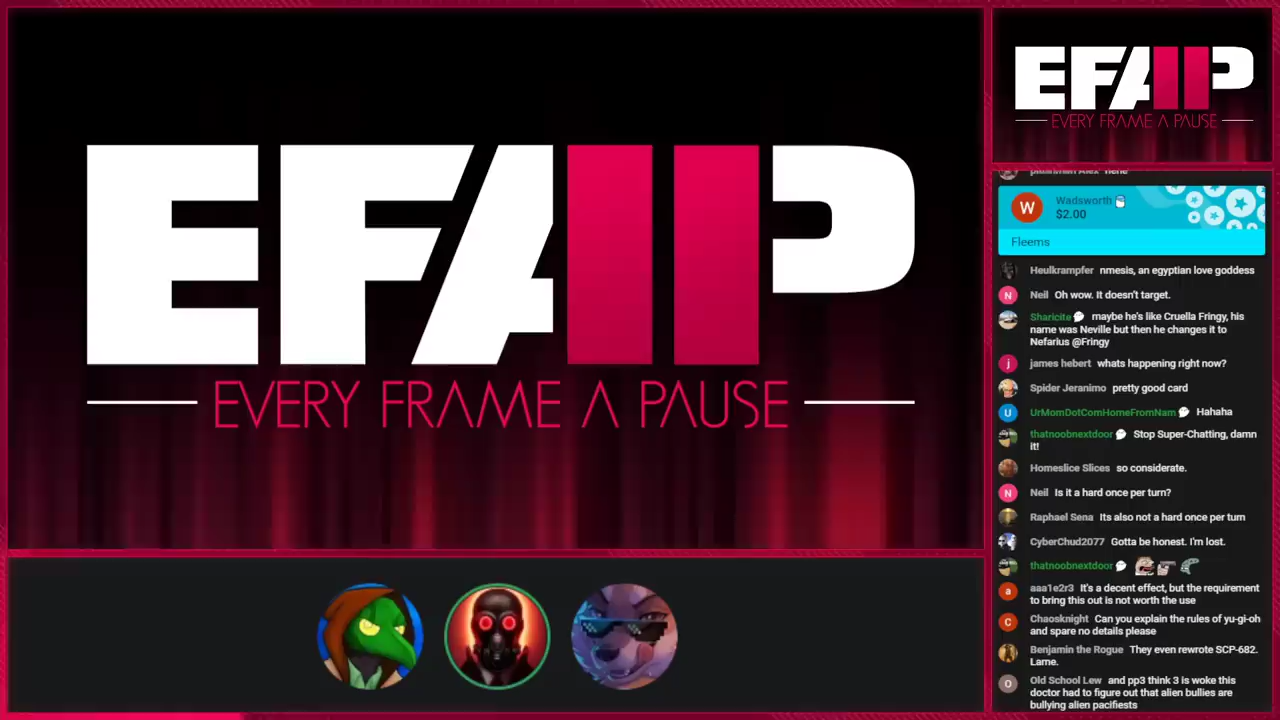 EFAP
EVERY FRAME A PAUSE
EFAP
EVERY FRAME A PAUSE
W
Wadsworth
$2.00
Fleems
Heulkrampfer nmesis, an egyptian love goddess
N Neil Oh wow. It doesn't target.
Sharicite maybe he's like Cruella Fringy, his
name was Neville but then he changes it to
Nefarius @Fringy
j james hebert whats happening right now?
Spider Jeranimo pretty good card
U UrMomDotComHomeFromNam Hahaha
thatnoobnextdoor Stop Super-Chatting, damn
it!
Homeslice Slices so considerate.
N Neil Is it a hard once per turn?
Raphael Sena Its also not a hard once per turn
CyberChud2077 Gotta be honest. I'm lost.
thatnoobnextdoor
a aaa1e2r3 It's a decent effect, but the requirement
to bring this out is not worth the use
C Chaosknight Can you explain the rules of yu-gi-oh
and spare no details please
Benjamin the Rogue They even rewrote SCP-682.
Lame.
O Old School Lew and pp3 think 3 is woke this
doctor had to figure out that alien bullies are
bullying alien pacifiests